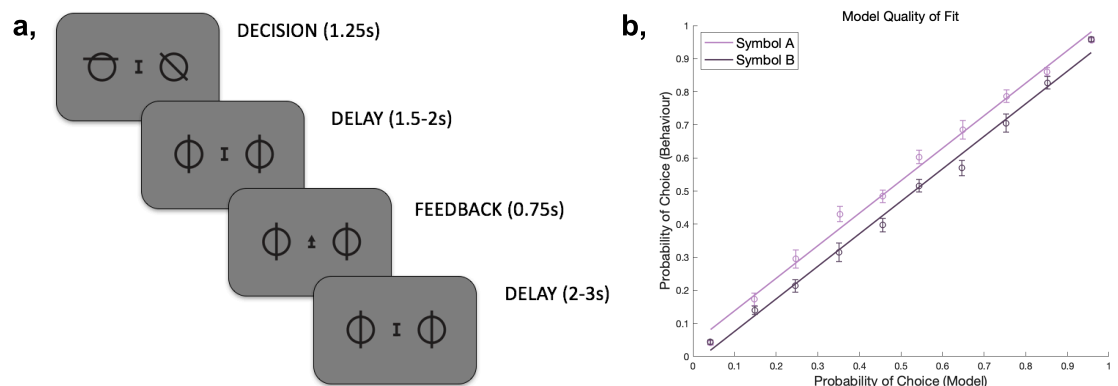 a,
DECISION (1.25s)
DELAY (1.5-2s)
FEEDBACK (0.75s)
DELAY (2-3s)
b,
Model Quality of Fit
Symbol A
Symbol B
Probability of Choice (Behaviour)
1
0.9
0.8
0.7
0.6
0.5
0.4
0.3
0.2
0.1
0
0 0.1 0.2 0.3 0.4 0.5 0.6 0.7 0.8 0.9 1
Probability of Choice (Model)